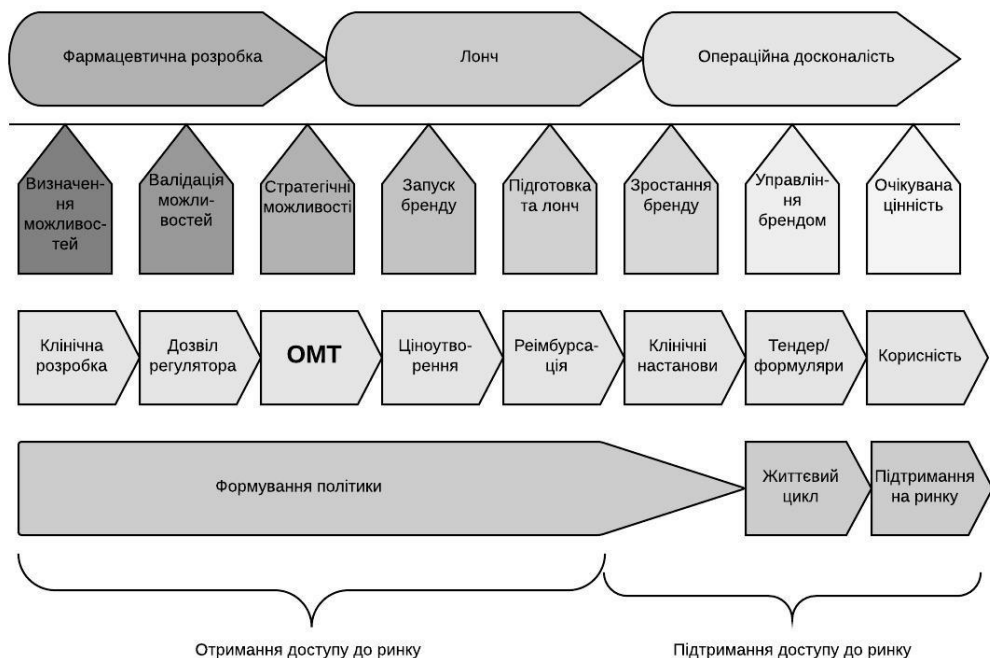 Фармацевтична розробка
Лонч
Операційна досконалість
Визначен-
ня
можливос-
тей
Валідація
можли-
востей
Стратегічні
можливості
Запуск
бренду
Підготовка
та лонч
Зростання
бренду
Управлін-
ня
брендом
Очікувана
цінність
Клінічна
розробка
Дозвіл
регулятора
ОМТ
Ціноутво-
рення
Реімбурса-
ція
Клінічні
настанови
Тендер/
формуляри
Корисність
Формування політики
Життєвий
цикл
Підтримання
на ринку
Отримання доступу до ринку
Підтримання доступу до ринку